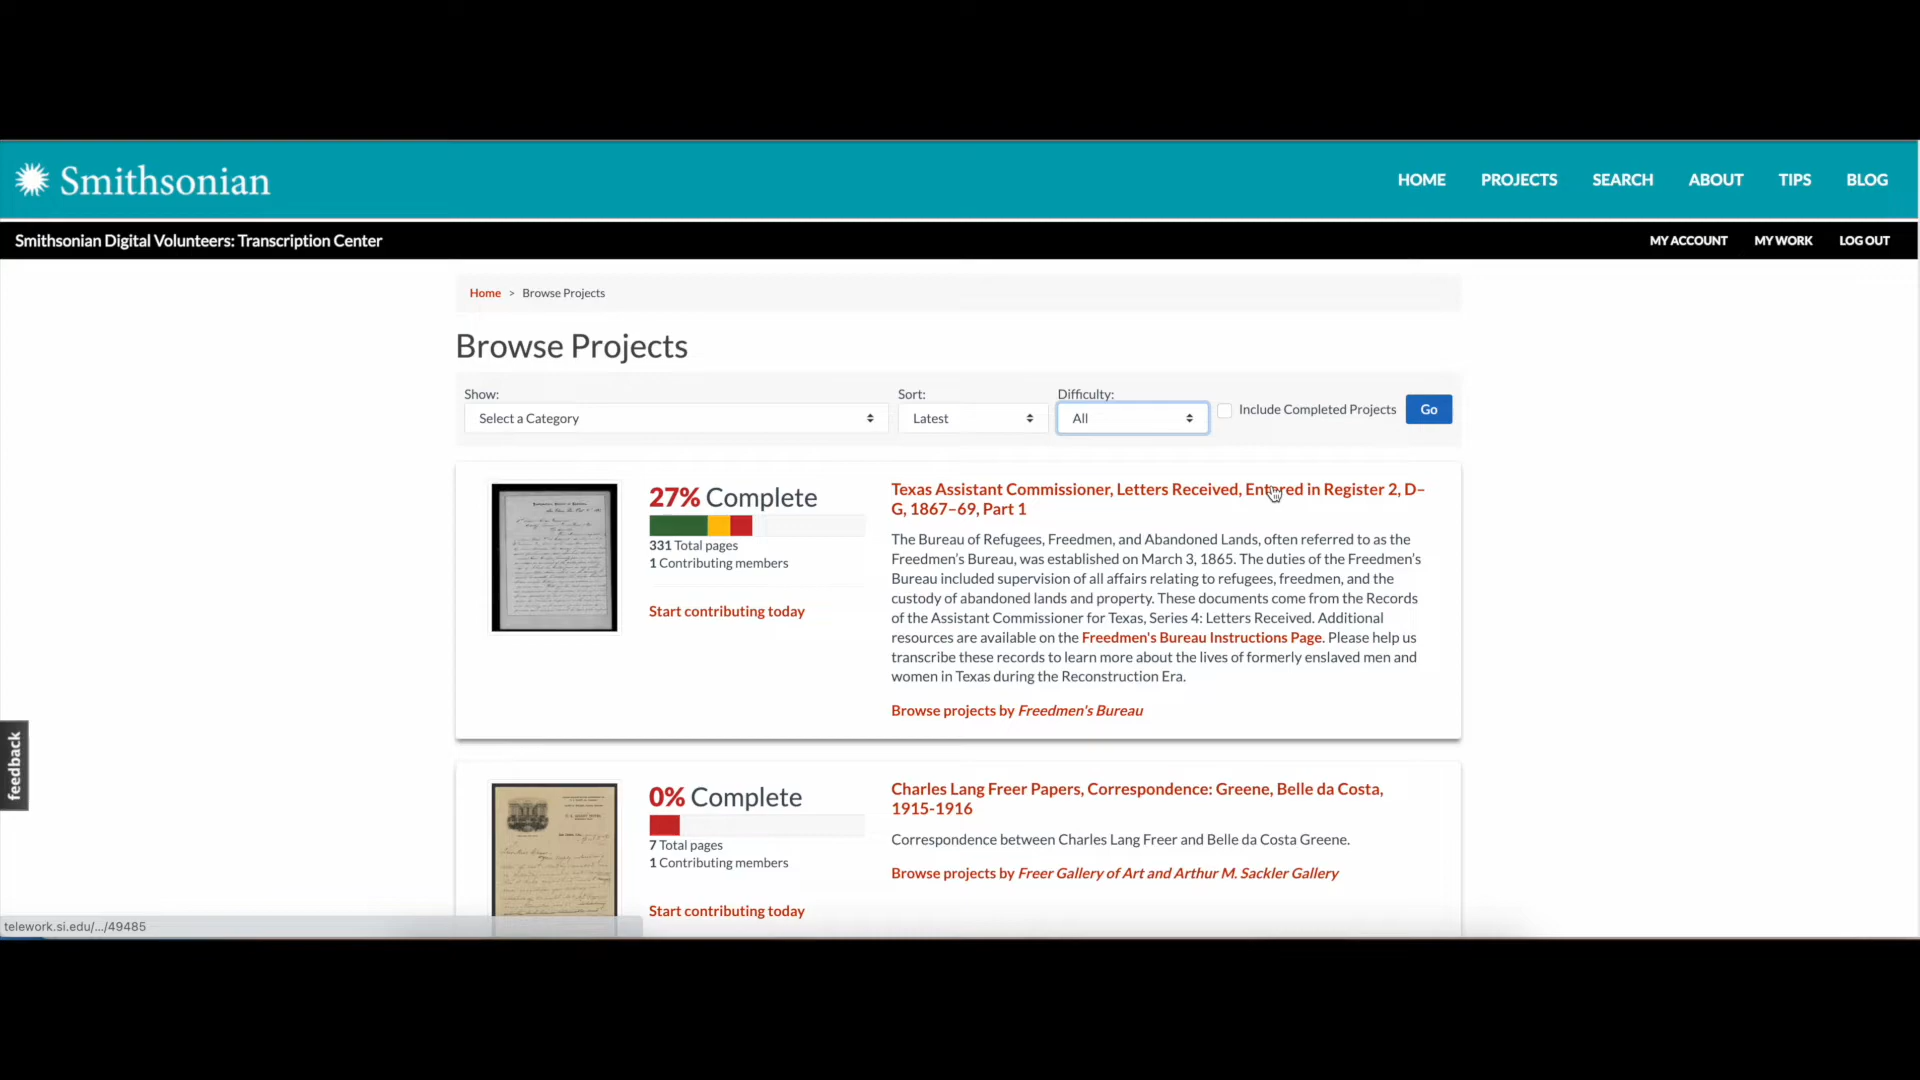 Smithsonian
HOME PROJECTS SEARCH ABOUT TIPS BLOG
Smithsonian Digital Volunteers: Transcription Center
MY ACCOUNT MY WORK LOG OUT
Home > Browse Projects
Browse Projects
Show: Sort: Difficulty:
Select a Category Latest All Include Completed Projects Go
27% Complete
331 Total pages
1 Contributing members
Start contributing today
Texas Assistant Commissioner, Letters Received, Entered in Register 2, D–
G, 1867–69, Part 1
The Bureau of Refugees, Freedmen, and Abandoned Lands, often referred to as the
Freedmen's Bureau, was established on March 3, 1865. The duties of the Freedmen's
Bureau included supervision of all affairs relating to refugees, freedmen, and the
custody of abandoned lands and property. These documents come from the Records
of the Assistant Commissioner for Texas, Series 4: Letters Received. Additional
resources are available on the Freedmen's Bureau Instructions Page. Please help us
transcribe these records to learn more about the lives of formerly enslaved men and
women in Texas during the Reconstruction Era.
Browse projects by Freedmen's Bureau
feedback
0% Complete
7 Total pages
1 Contributing members
Start contributing today
Charles Lang Freer Papers, Correspondence: Greene, Belle da Costa,
1915-1916
Correspondence between Charles Lang Freer and Belle da Costa Greene.
Browse projects by Freer Gallery of Art and Arthur M. Sackler Gallery
telework.si.edu/.../49485